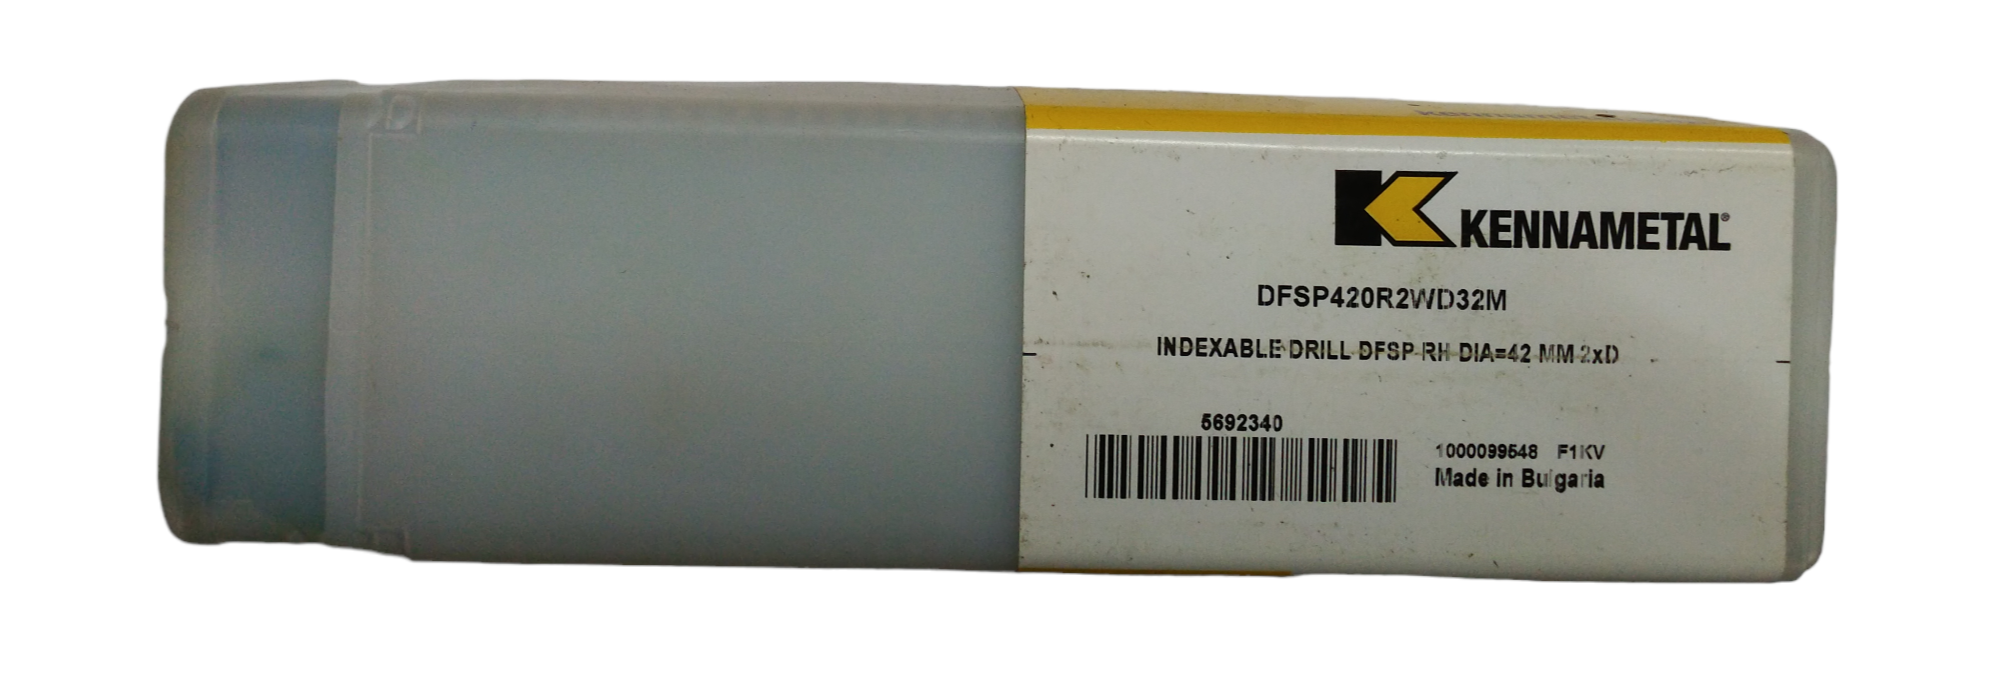 KENNAMETAL®
DFSP420R2WD32M
INDEXABLE DRILL DFSP RH DIA=42 MM 2xD
5692340
1000099548 F1KV
Made in Bulgaria